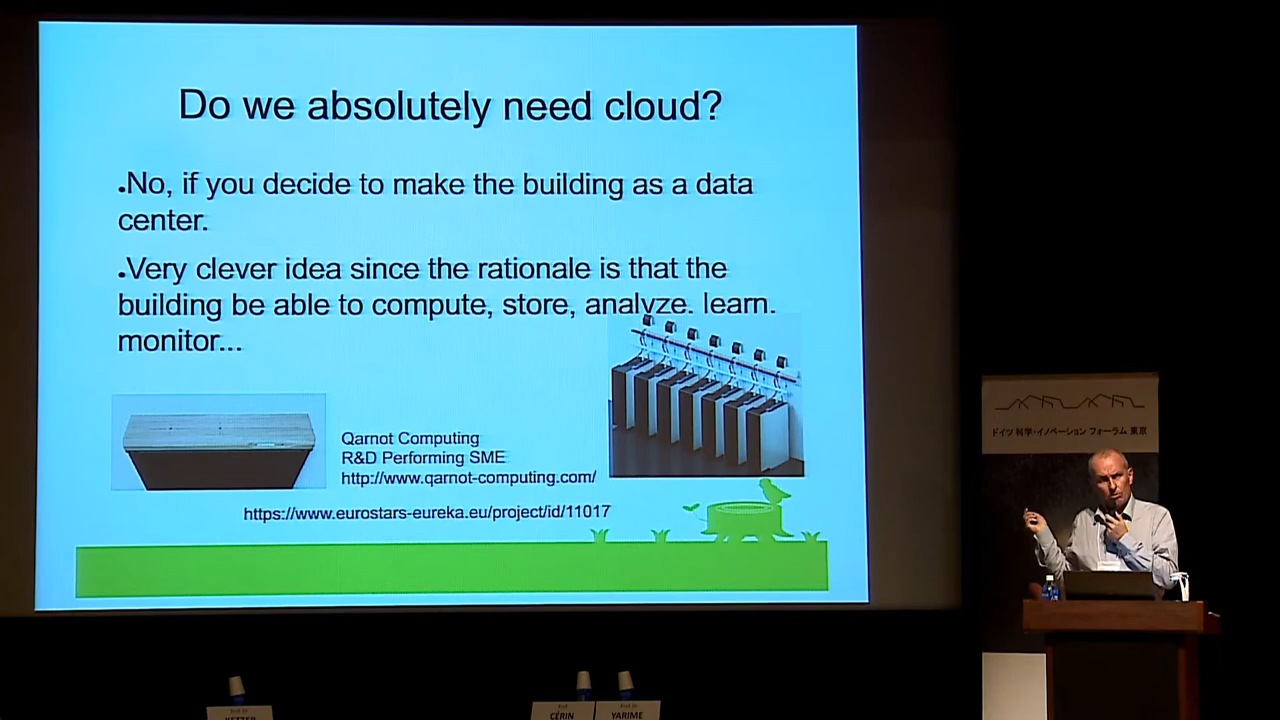 Do we absolutely need cloud?
.No, if you decide to make the building as a data
center.
.Very clever idea since the rationale is that the
building be able to compute, store, analyze. learn.
monitor...
Qarnot Computing
R&D Performing SME
http://www.qarnot-computing.com/
https://www.eurostars-eureka.eu/project/id/11017
ドイツ 科学・イノベーション フォーラム 東京
CÉRIN
YARIME